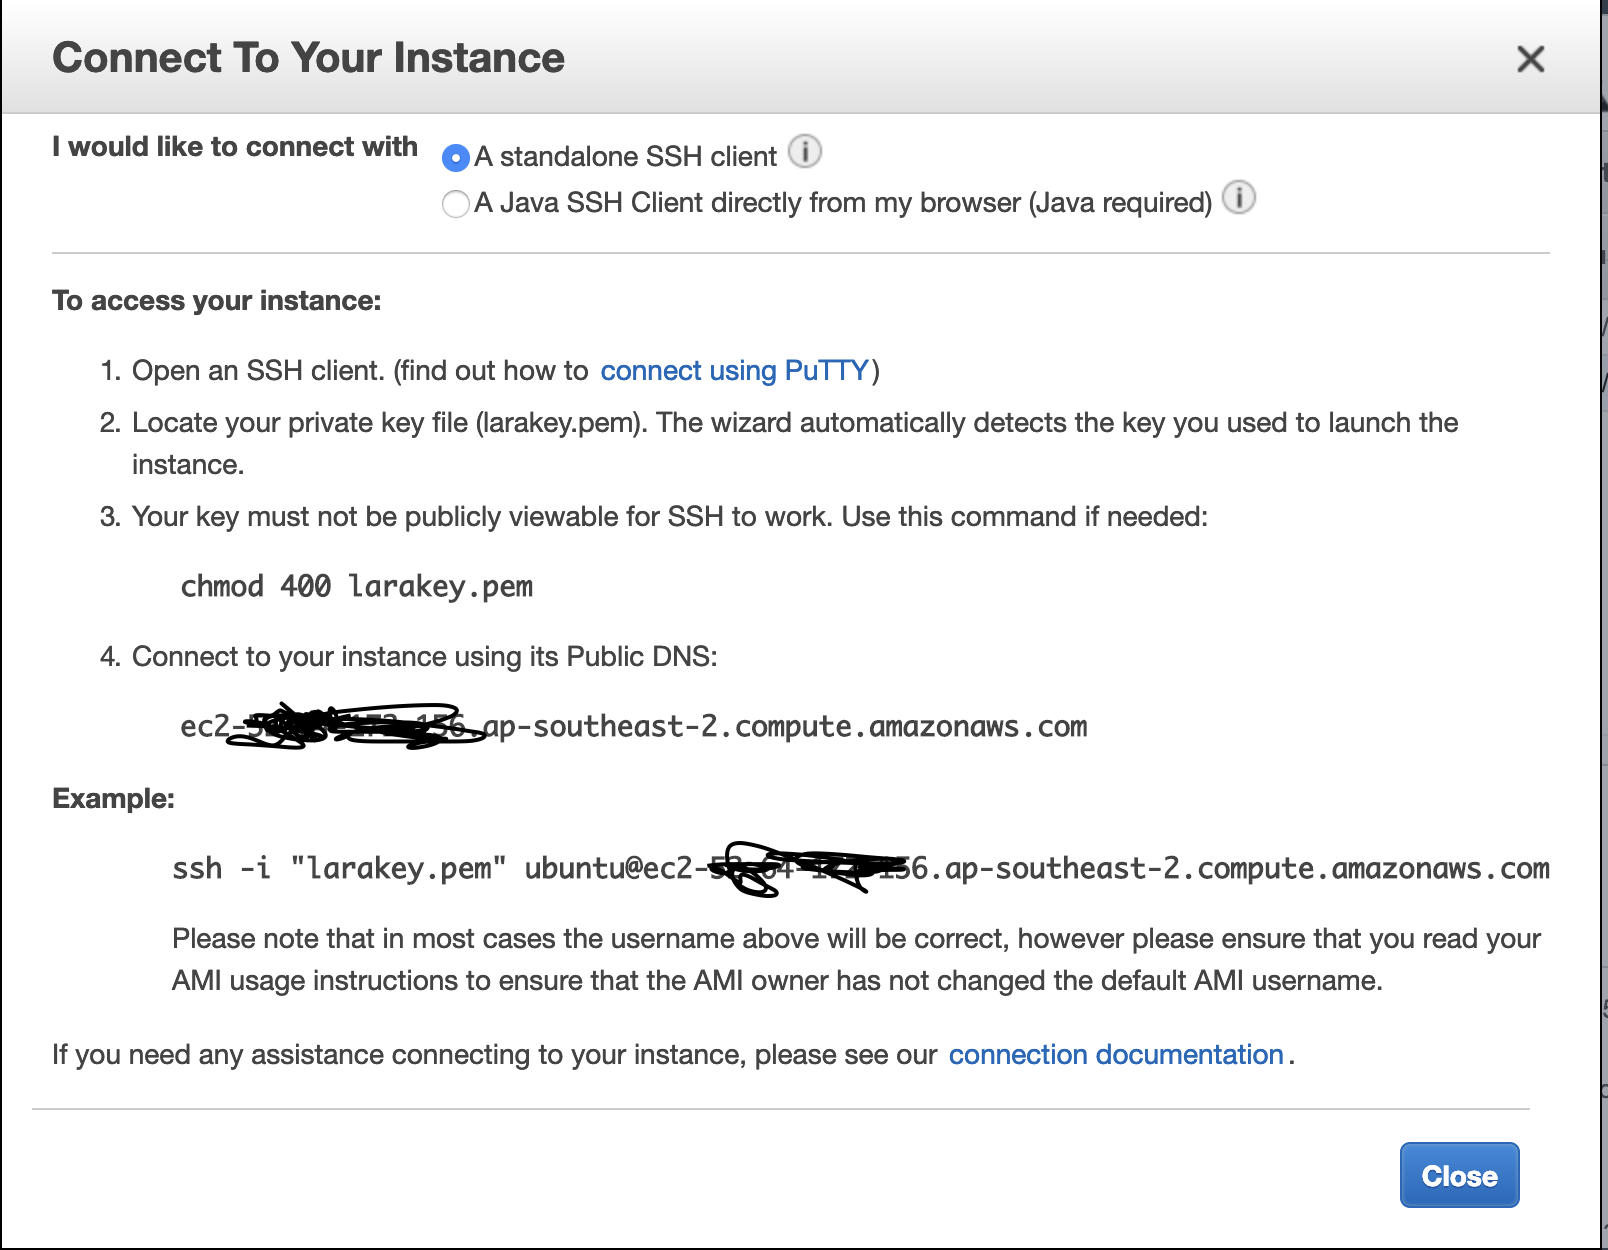 Connect To Your Instance
I would like to connect with
A standalone SSH client
A Java SSH Client directly from my browser (Java required)
To access your instance:
1. Open an SSH client. (find out how to connect using PuTTY)
2. Locate your private key file (larakey.pem). The wizard automatically detects the key you used to launch the
instance.
3. Your key must not be publicly viewable for SSH to work. Use this command if needed:
chmod 400 larakey.pem
4. Connect to your instance using its Public DNS:
ec2- .ap-southeast-2.compute.amazonaws.com
Example:
ssh -i "larakey.pem" ubuntu@ec2- .ap-southeast-2.compute.amazonaws.com
Please note that in most cases the username above will be correct, however please ensure that you read your
AMI usage instructions to ensure that the AMI owner has not changed the default AMI username.
If you need any assistance connecting to your instance, please see our connection documentation.
Close